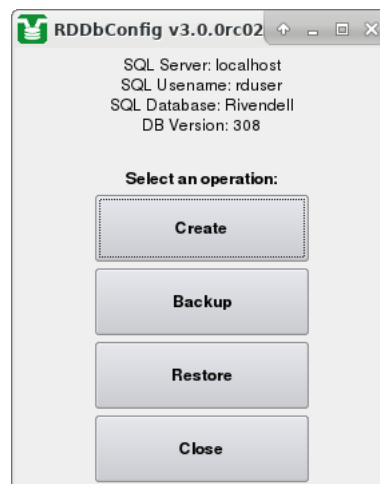 RDDbConfig v3.0.0rc02
SQL Server: localhost
SQL Usename: rduser
SQL Database: Rivendell
DB Version: 308
Select an operation:
Create
Backup
Restore
Close